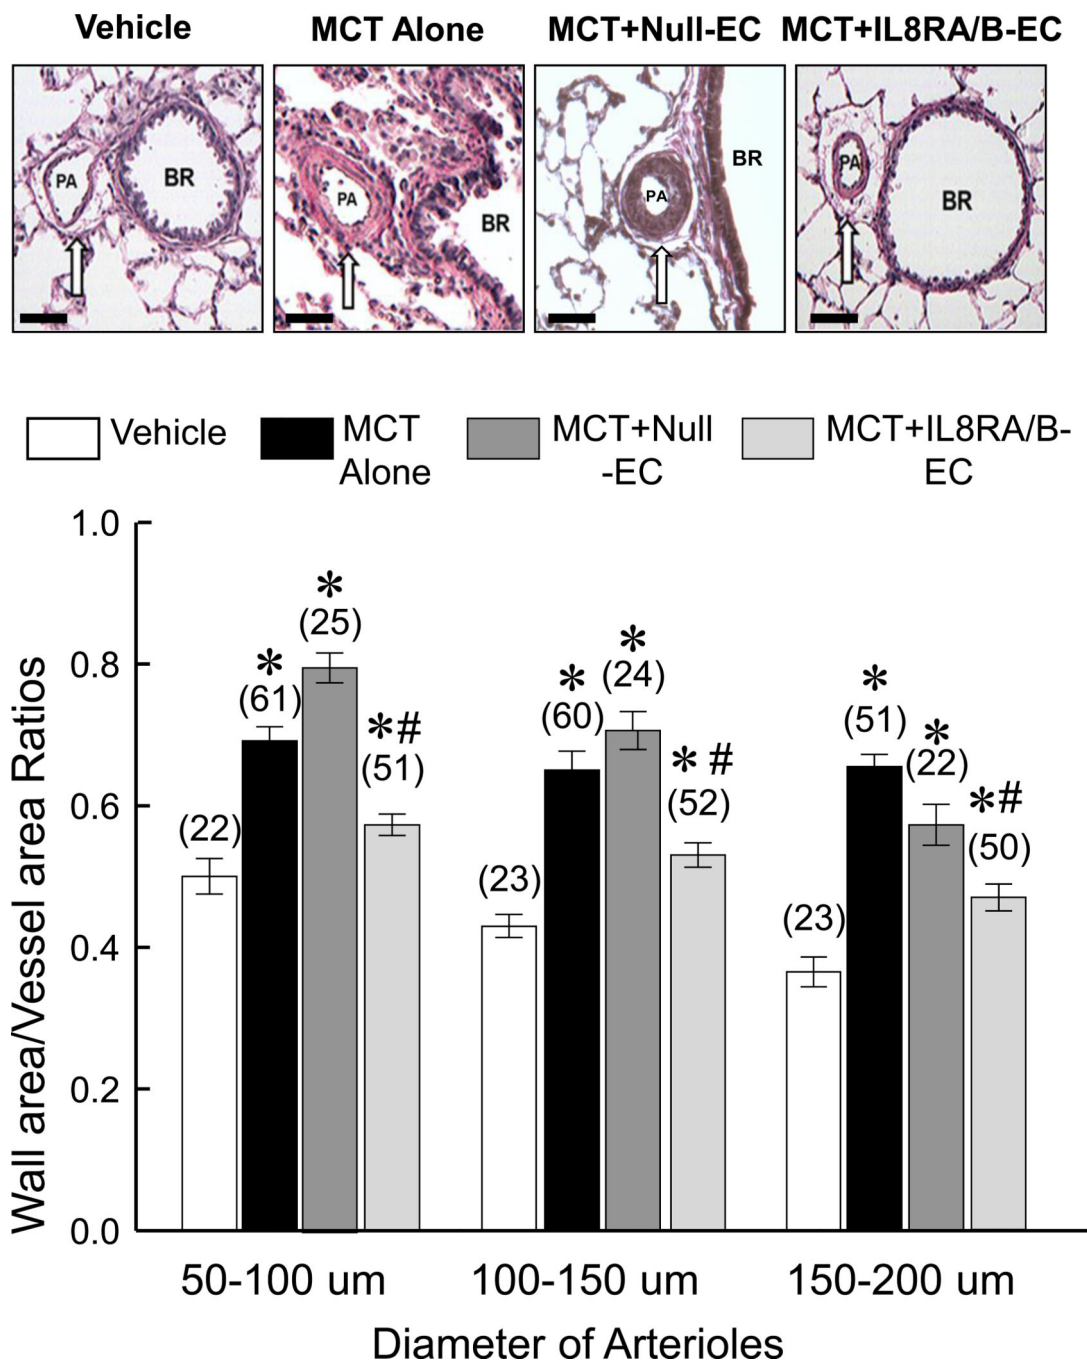 Vehicle MCT Alone MCT+Null-EC MCT+IL8RA/B-EC
PA BR
PA BR
PA BR
PA BR
Vehicle
MCT
Alone
MCT+Null
-EC
MCT+IL8RA/B-
EC
Wall area/Vessel area Ratios
1.0
0.8
0.6
0.4
0.2
0.0
(22)
*
(61)
*
(25)
*#
(51)
(23)
*
(60)
*
(24)
* #
(52)
(23)
*
(51)
*
(22)
*#
(50)
50-100 um 100-150 um 150-200 um
Diameter of Arterioles